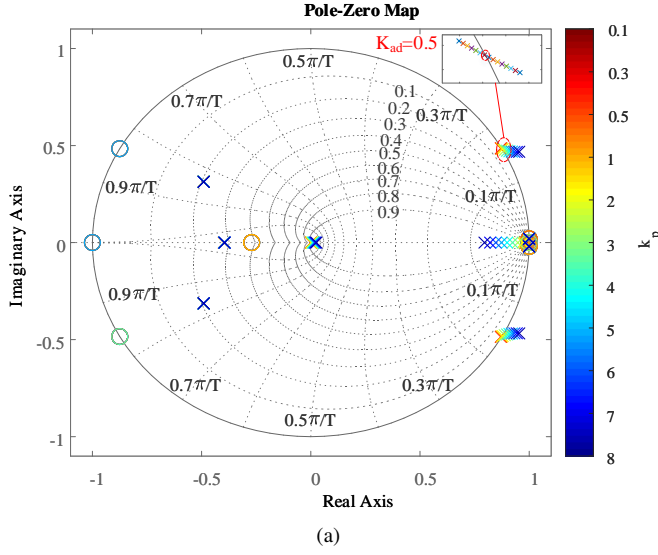 Pole-Zero Map
K_ad=0.5
1
0.5
0
-0.5
-1
Imaginary Axis
0.5π/T
0.7π/T
0.3π/T
0.9π/T
0.1π/T
0.1
0.2
0.3
0.4
0.5
0.6
0.7
0.8
0.9
0.9π/T
0.1π/T
0.7π/T
0.3π/T
0.5π/T
-1
-0.5
0
0.5
1
Real Axis
0.1
0.3
0.5
1
2
3
4
5
6
7
8
k_p
(a)